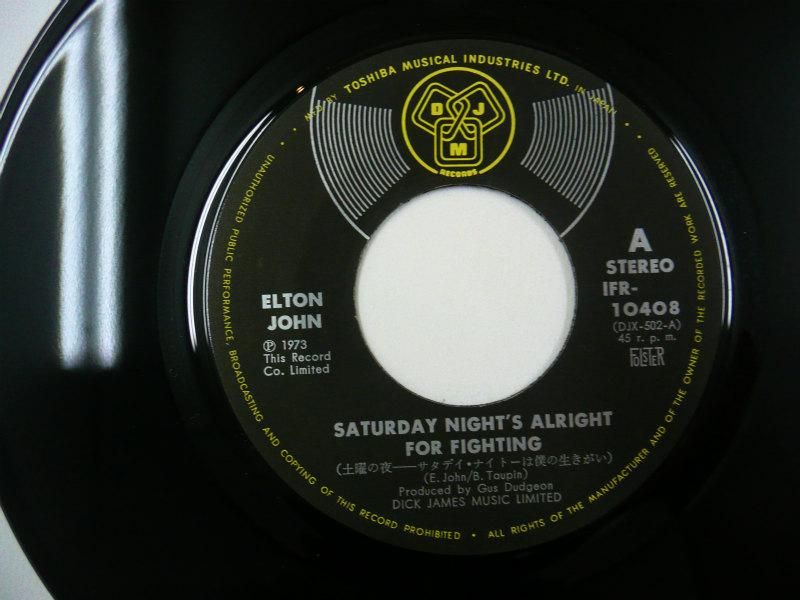 MF'D BY TOSHIBA MUSICAL INDUSTRIES LTD. IN JAPAN
DJM
RECORDS
A
STEREO
IFR-
10408
(DJX-502-A)
45 r. p. m.
POLSTER
ELTON
JOHN
Ⓟ 1973
This Record
Co. Limited
SATURDAY NIGHT'S ALRIGHT
FOR FIGHTING
(土曜の夜――サタデイ・ナイトーは僕の生きがい)
(E. John/B. Taupin)
Produced by Gus Dudgeon
DICK JAMES MUSIC LIMITED
• UNAUTHORIZED PUBLIC PERFORMANCE, BROADCASTING AND COPYING OF THIS RECORD PROHIBITED • ALL RIGHTS OF THE MANUFACTURER AND OF THE OWNER OF THE RECORDED WORK ARE RESERVED •